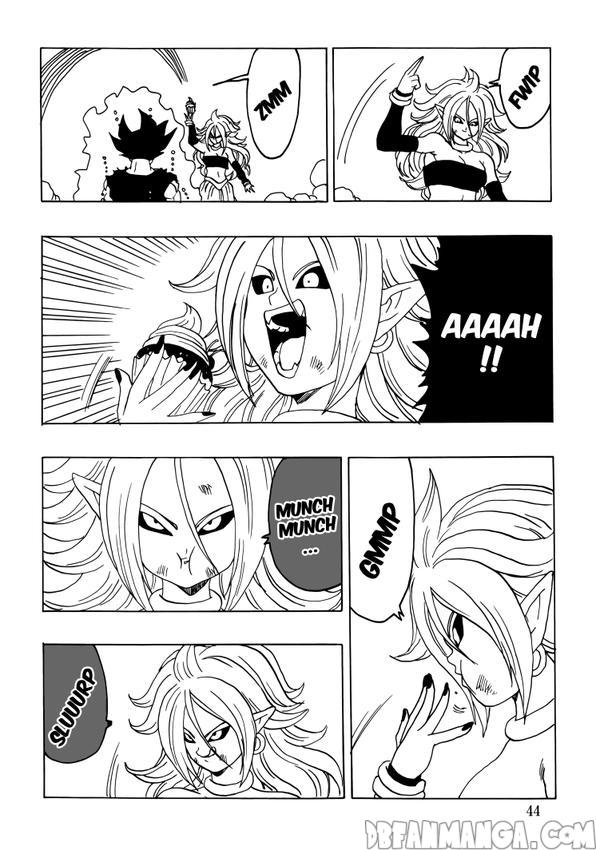 FWIP
ZMM
AAAAH
!!
GMMP
MUNCH
MUNCH
...
SLUUURP
44
DBFANMANGA.COM